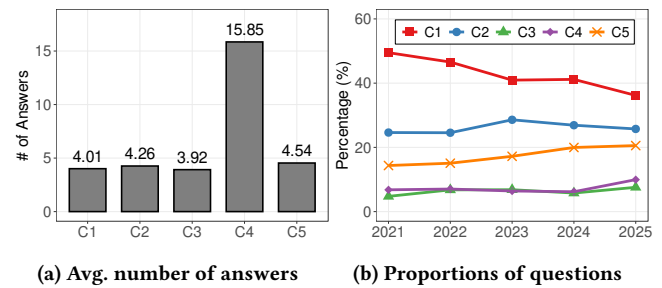 # of Answers
15
10
5
0
4.01
4.26
3.92
15.85
4.54
C1 C2 C3 C4 C5
(a) Avg. number of answers
Percentage (%)
60
40
20
0
C1 C2 C3 C4 C5
2021 2022 2023 2024 2025
(b) Proportions of questions